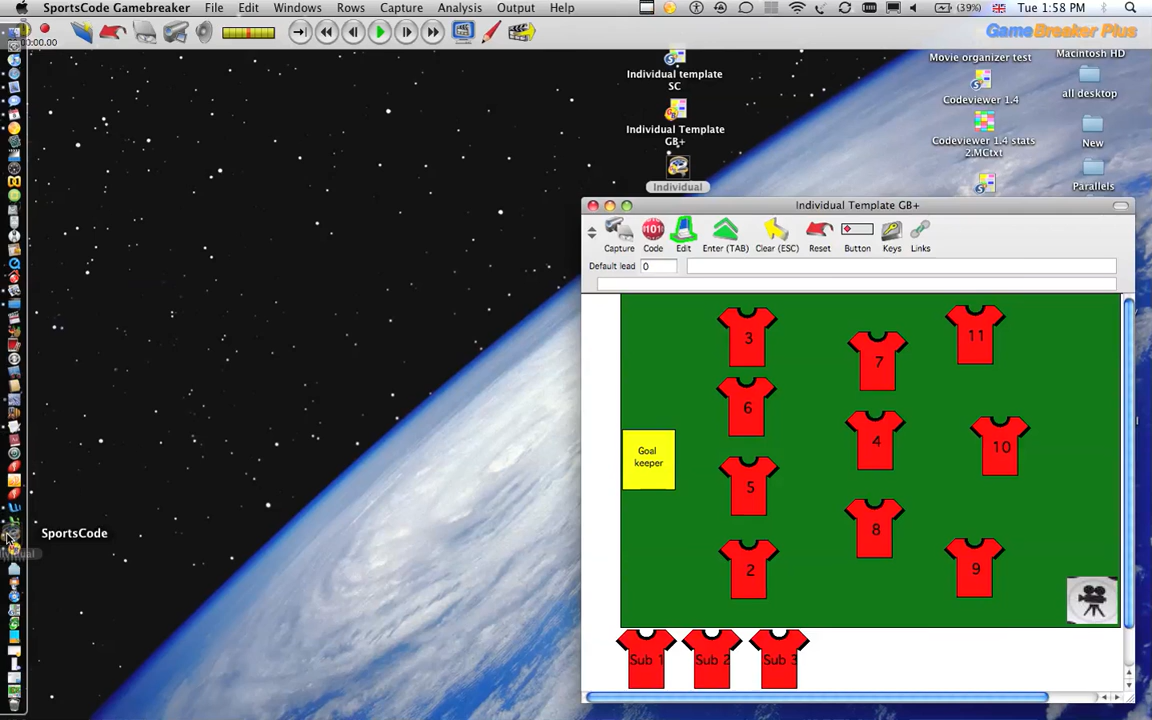 SportsCode Gamebreaker File Edit Windows Rows Capture Analysis Output Help (39%) Tue 1:58 PM
00:00.00
GameBreaker Plus
Individual template SC
Individual Template GB+
Individual
Movie organizer test
Macintosh HD
Codeviewer 1.4
all desktop
Codeviewer 1.4 stats 2.MCtxt
New
Parallels
SportsCode
Individual Template GB+
Capture Code Edit Enter (TAB) Clear (ESC) Reset Button Keys Links
101
Default lead 0
3
7
11
6
4
10
Goal
keeper
5
8
2
9
Sub 1 Sub 2 Sub 3